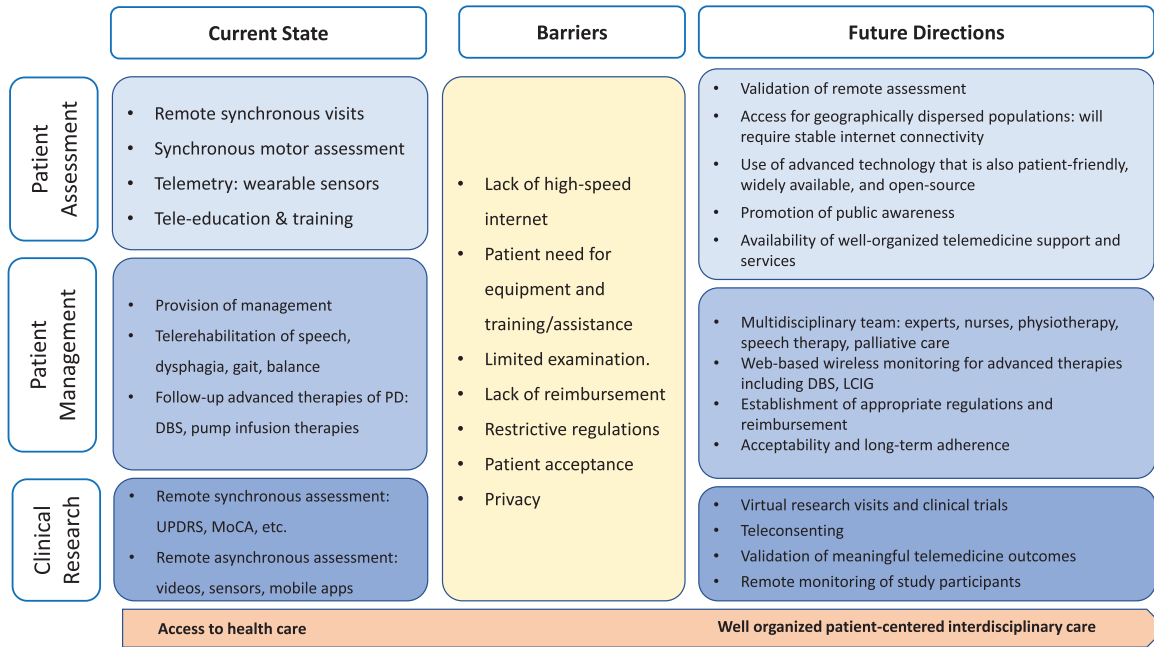 Current State
Barriers
Future Directions
Patient
Assessment
• Remote synchronous visits
• Synchronous motor assessment
• Telemetry: wearable sensors
• Tele-education & training
• Lack of high-speed
internet
• Patient need for
equipment and
training/assistance
• Limited examination.
• Lack of reimbursement
• Restrictive regulations
• Patient acceptance
• Privacy
• Validation of remote assessment
• Access for geographically dispersed populations: will
require stable internet connectivity
• Use of advanced technology that is also patient-friendly,
widely available, and open-source
• Promotion of public awareness
• Availability of well-organized telemedicine support and
services
Patient
Management
• Provision of management
• Telerehabilitation of speech,
dysphagia, gait, balance
• Follow-up advanced therapies of PD:
DBS, pump infusion therapies
• Multidisciplinary team: experts, nurses, physiotherapy,
speech therapy, palliative care
• Web-based wireless monitoring for advanced therapies
including DBS, LCIG
• Establishment of appropriate regulations and
reimbursement
• Acceptability and long-term adherence
Clinical
Research
• Remote synchronous assessment:
UPDRS, MoCA, etc.
• Remote asynchronous assessment:
videos, sensors, mobile apps
• Virtual research visits and clinical trials
• Teleconsenting
• Validation of meaningful telemedicine outcomes
• Remote monitoring of study participants
Access to health care
Well organized patient-centered interdisciplinary care